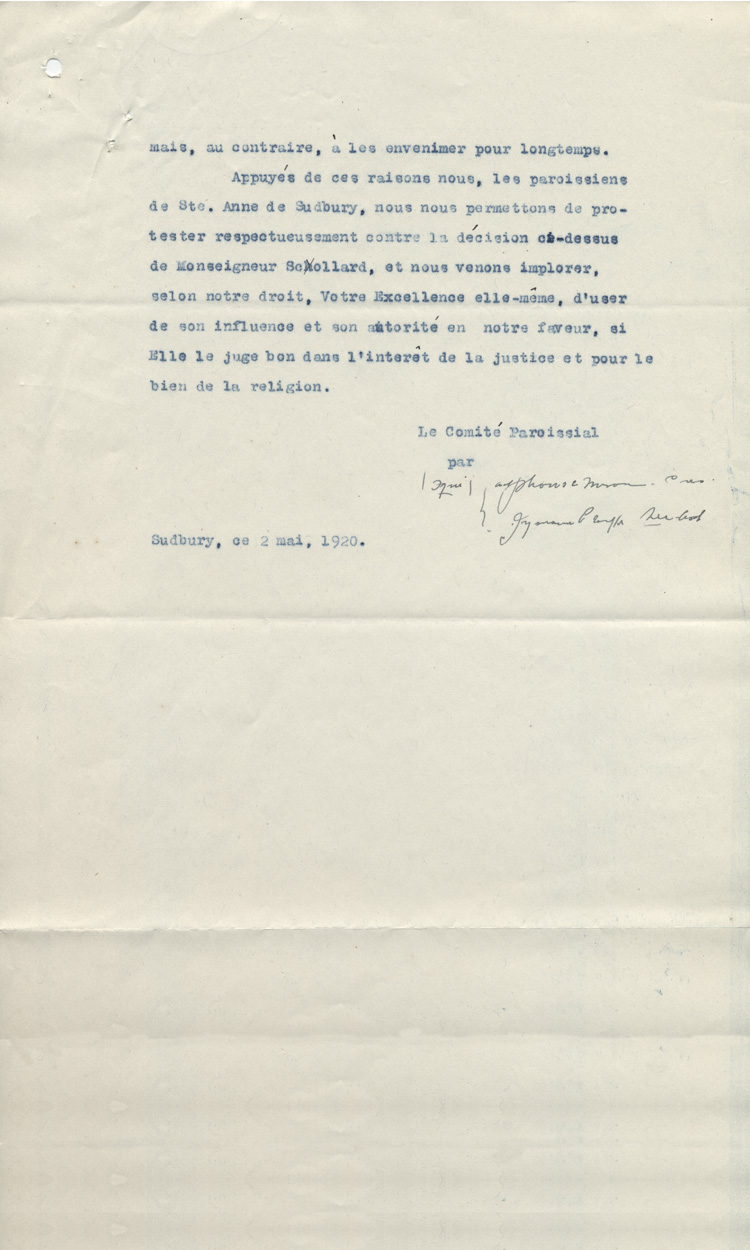 mais, au contraire, à les envenimer pour longtemps.
Appuyés de ces raisons nous, les paroissiens
de Ste. Anne de Sudbury, nous nous permettons de pro-
tester respectueusement contre la décision ci-dessus
de Monseigneur Scollard, et nous venons implorer,
selon notre droit, Votre Excellence elle-même, d'user
de son influence et son autorité en notre faveur, si
Elle le juge bon dans l'interêt de la justice et pour le
bien de la religion.
Le Comité Paroissial
par
(signé)
Sudbury, ce 2 mai, 1920.